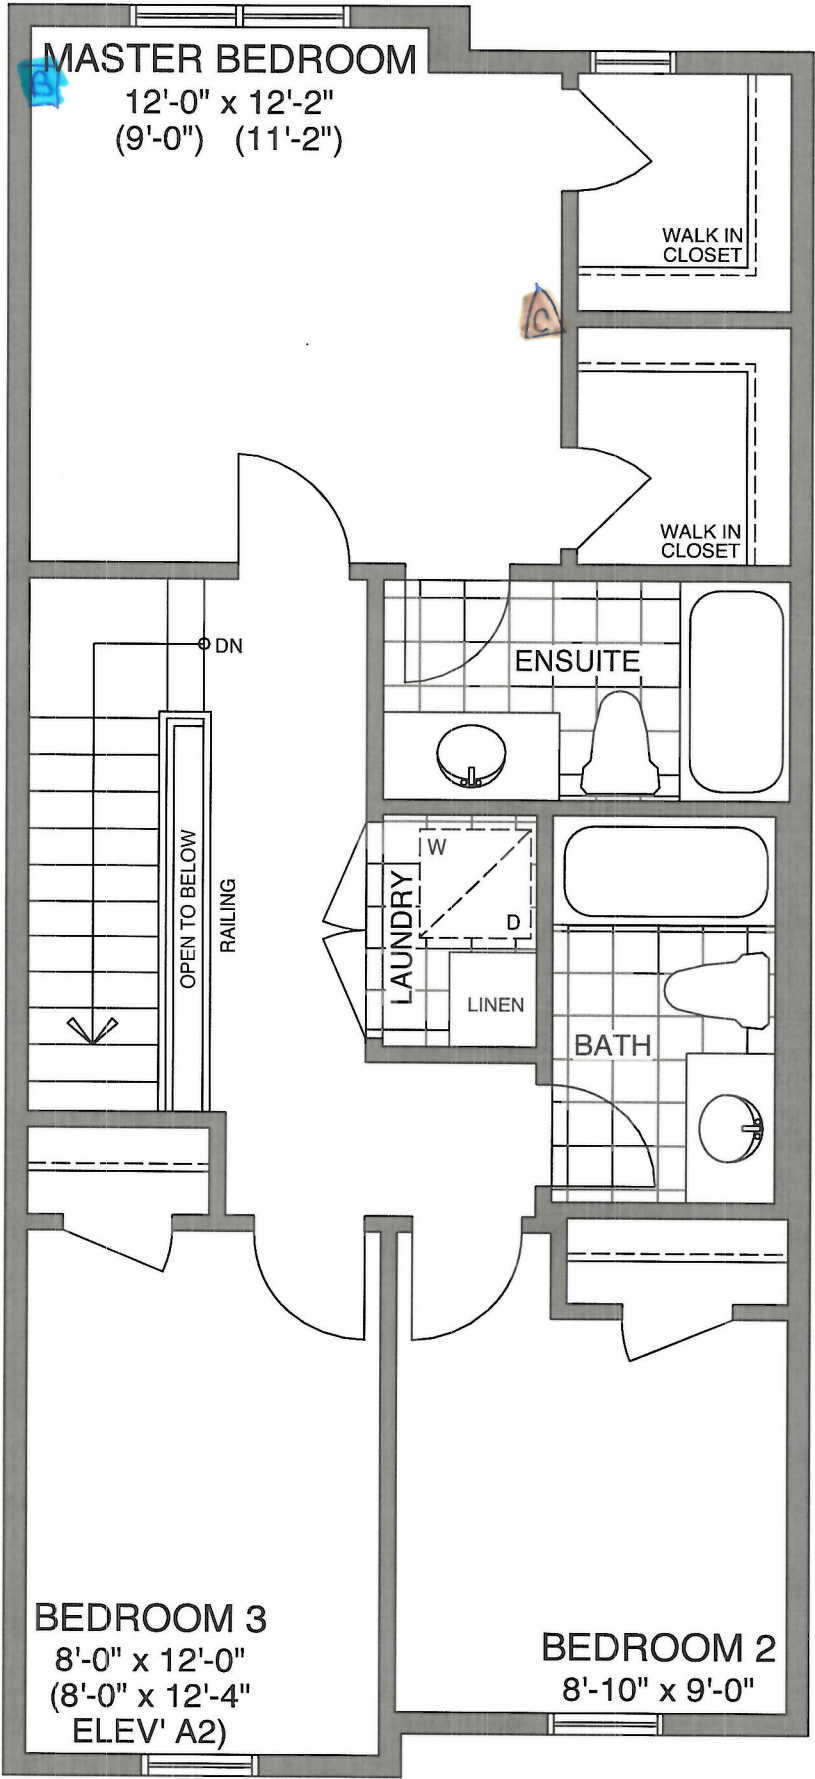 MASTER BEDROOM
B
12'-0" x 12'-2"
(9'-0") (11'-2")
WALK IN
CLOSET
C
WALK IN
CLOSET
DN
ENSUITE
OPEN TO BELOW
RAILING
W
D
LAUNDRY
LINEN
BATH
BEDROOM 3
8'-0" x 12'-0"
(8'-0" x 12'-4"
ELEV' A2)
BEDROOM 2
8'-10" x 9'-0"